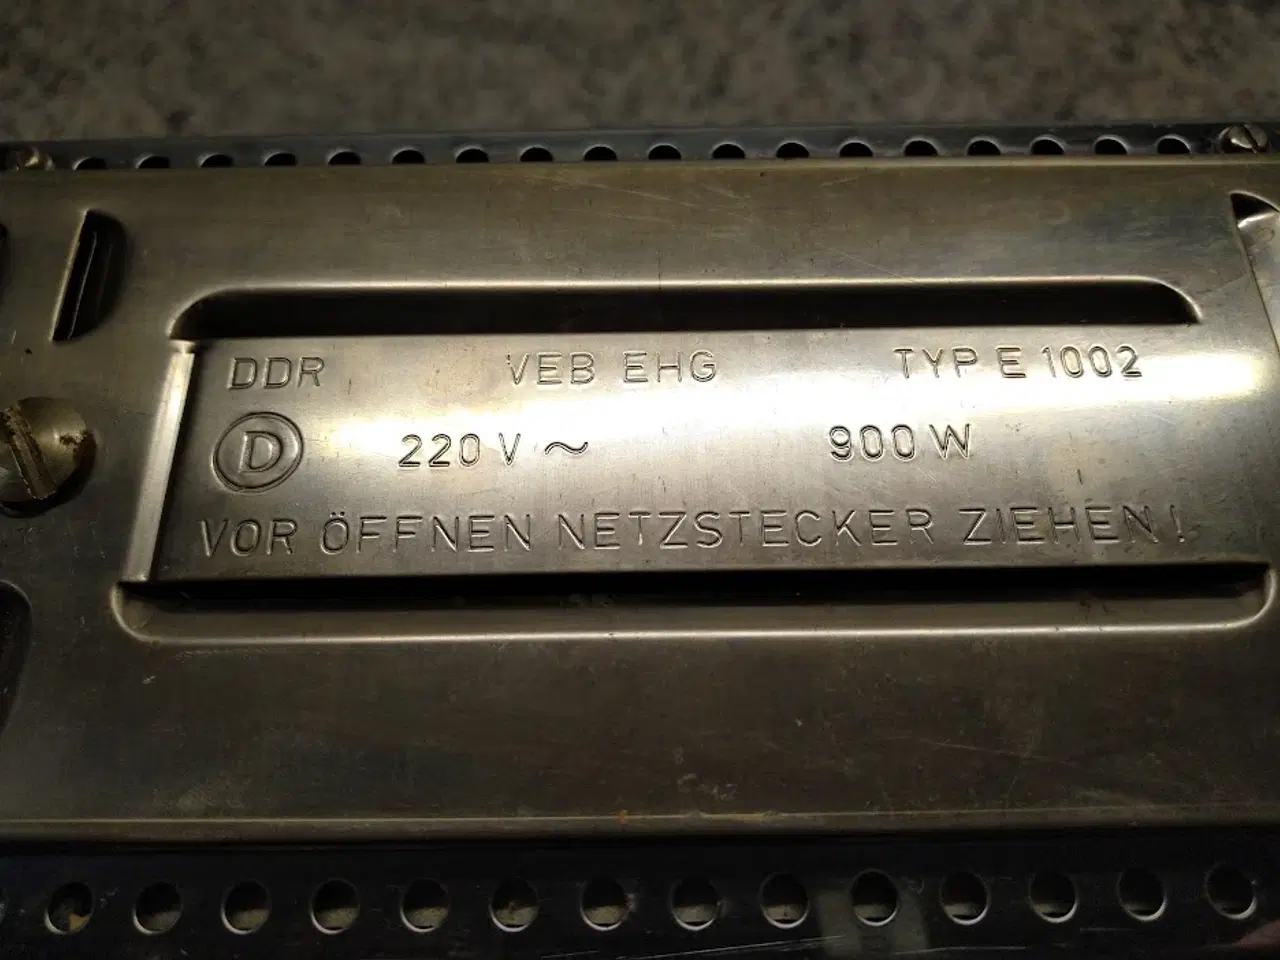 DDR VEB EHG TYP E 1002
D 220 V ~ 900 W
VOR ÖFFNEN NETZSTECKER ZIEHEN!